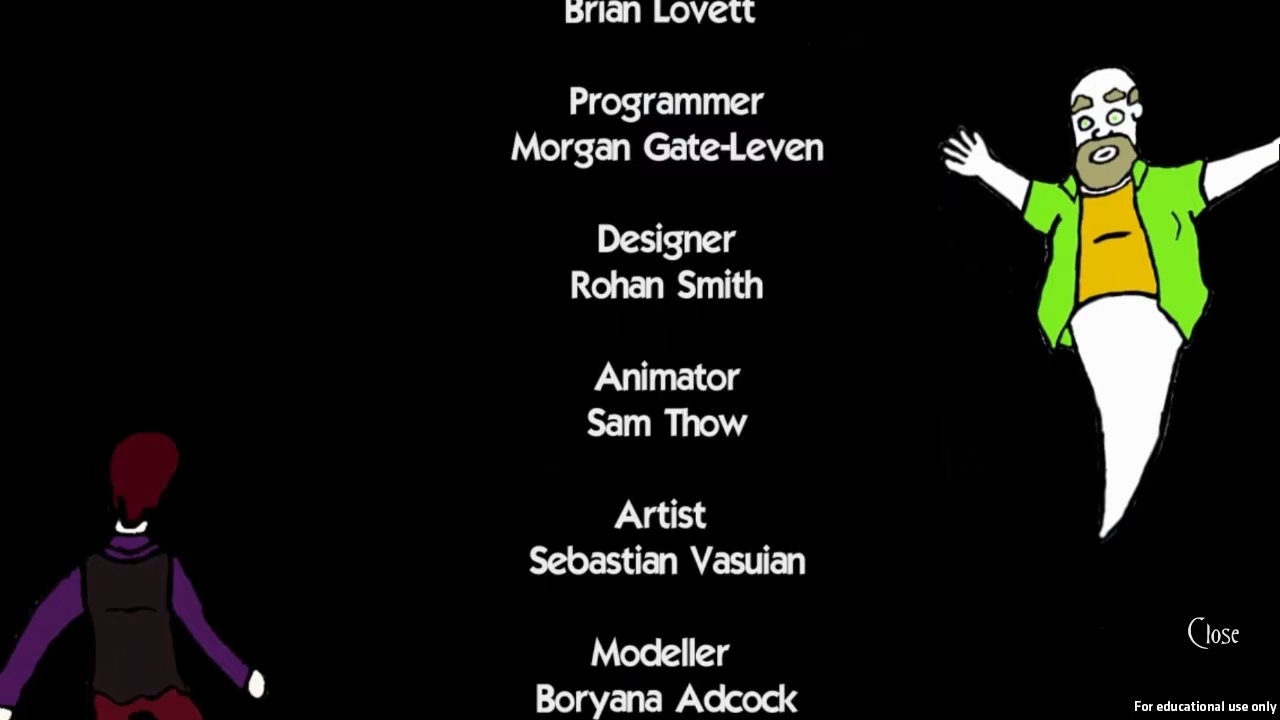 Brian Lovett
Programmer
Morgan Gate-Leven
Designer
Rohan Smith
Animator
Sam Thow
Artist
Sebastian Vasuian
Modeller
Boryana Adcock
Close
For educational use only